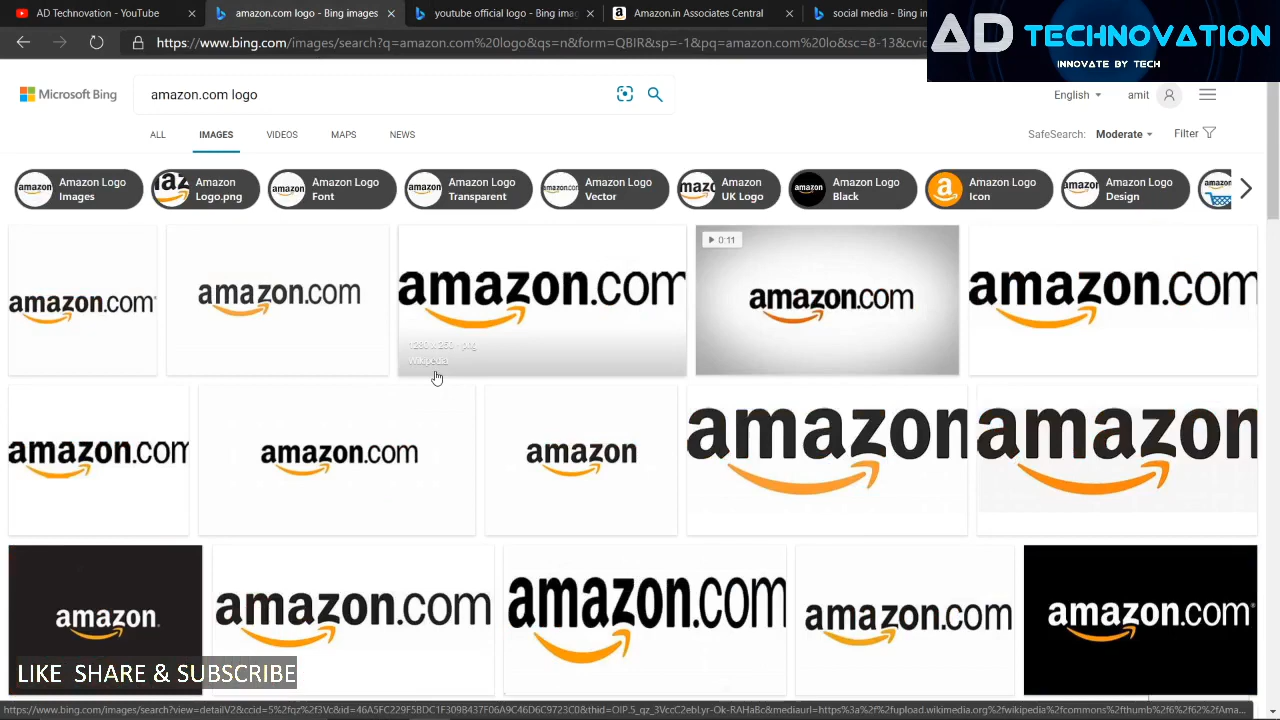 AD Technovation - YouTube
amazon.com logo - Bing images
youtube official logo - Bing ima
Amazon.in Associates Central
social media - Bing in
https://www.bing.com/images/search?q=amazon.com%20logo&qs=n&form=QBIR&sp=-1&pq=amazon.com%20lo&sc=8-13&cvic
AD TECHNOVATION
INNOVATE BY TECH
Microsoft Bing
amazon.com logo
English
amit
ALL
IMAGES
VIDEOS
MAPS
NEWS
SafeSearch:
Moderate
Filter
Amazon Logo Images
Amazon Logo.png
Amazon Logo Font
Amazon Logo Transparent
Amazon Logo Vector
Amazon UK Logo
Amazon Logo Black
Amazon Logo Icon
Amazon Logo Design
0:11
amazon.com
amazon.com
amazon.com
amazon.com
amazon.com
1280 x 250 · png
Wikipedia
amazon.com
amazon.com
amazon
amazon
amazon
amazon
amazon.com
amazon.com
amazon.com
amazon.com
LIKE SHARE & SUBSCRIBE